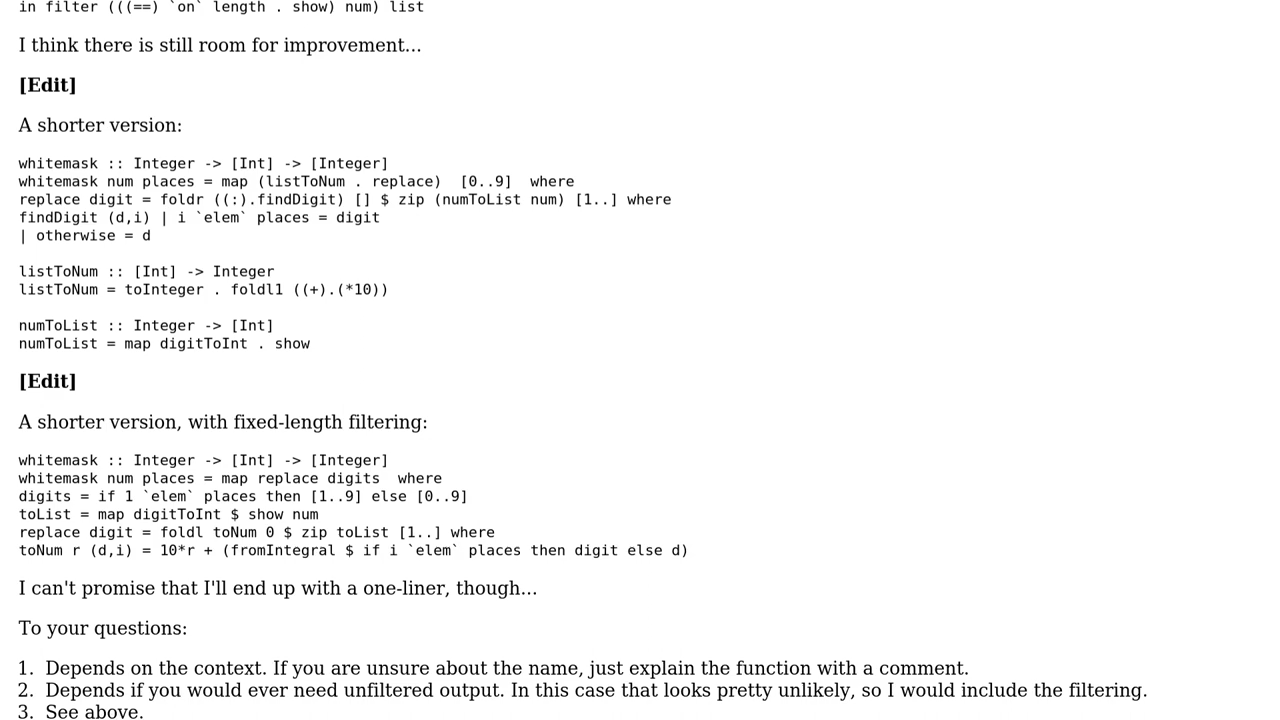 in filter (((==) `on` length . show) num) list
I think there is still room for improvement...
[Edit]
A shorter version:
whitemask :: Integer -> [Int] -> [Integer]
whitemask num places = map (listToNum . replace)  [0..9]  where
replace digit = foldr ((:).findDigit) [] $ zip (numToList num) [1..] where
findDigit (d,i) | i `elem` places = digit
| otherwise = d
listToNum :: [Int] -> Integer
listToNum = toInteger . foldl1 ((+).(*10))
numToList :: Integer -> [Int]
numToList = map digitToInt . show
[Edit]
A shorter version, with fixed-length filtering:
whitemask :: Integer -> [Int] -> [Integer]
whitemask num places = map replace digits  where
digits = if 1 `elem` places then [1..9] else [0..9]
toList = map digitToInt $ show num
replace digit = foldl toNum 0 $ zip toList [1..] where
toNum r (d,i) = 10*r + (fromIntegral $ if i `elem` places then digit else d)
I can't promise that I'll end up with a one-liner, though...
To your questions:
1. Depends on the context. If you are unsure about the name, just explain the function with a comment.
2. Depends if you would ever need unfiltered output. In this case that looks pretty unlikely, so I would include the filtering.
3. See above.